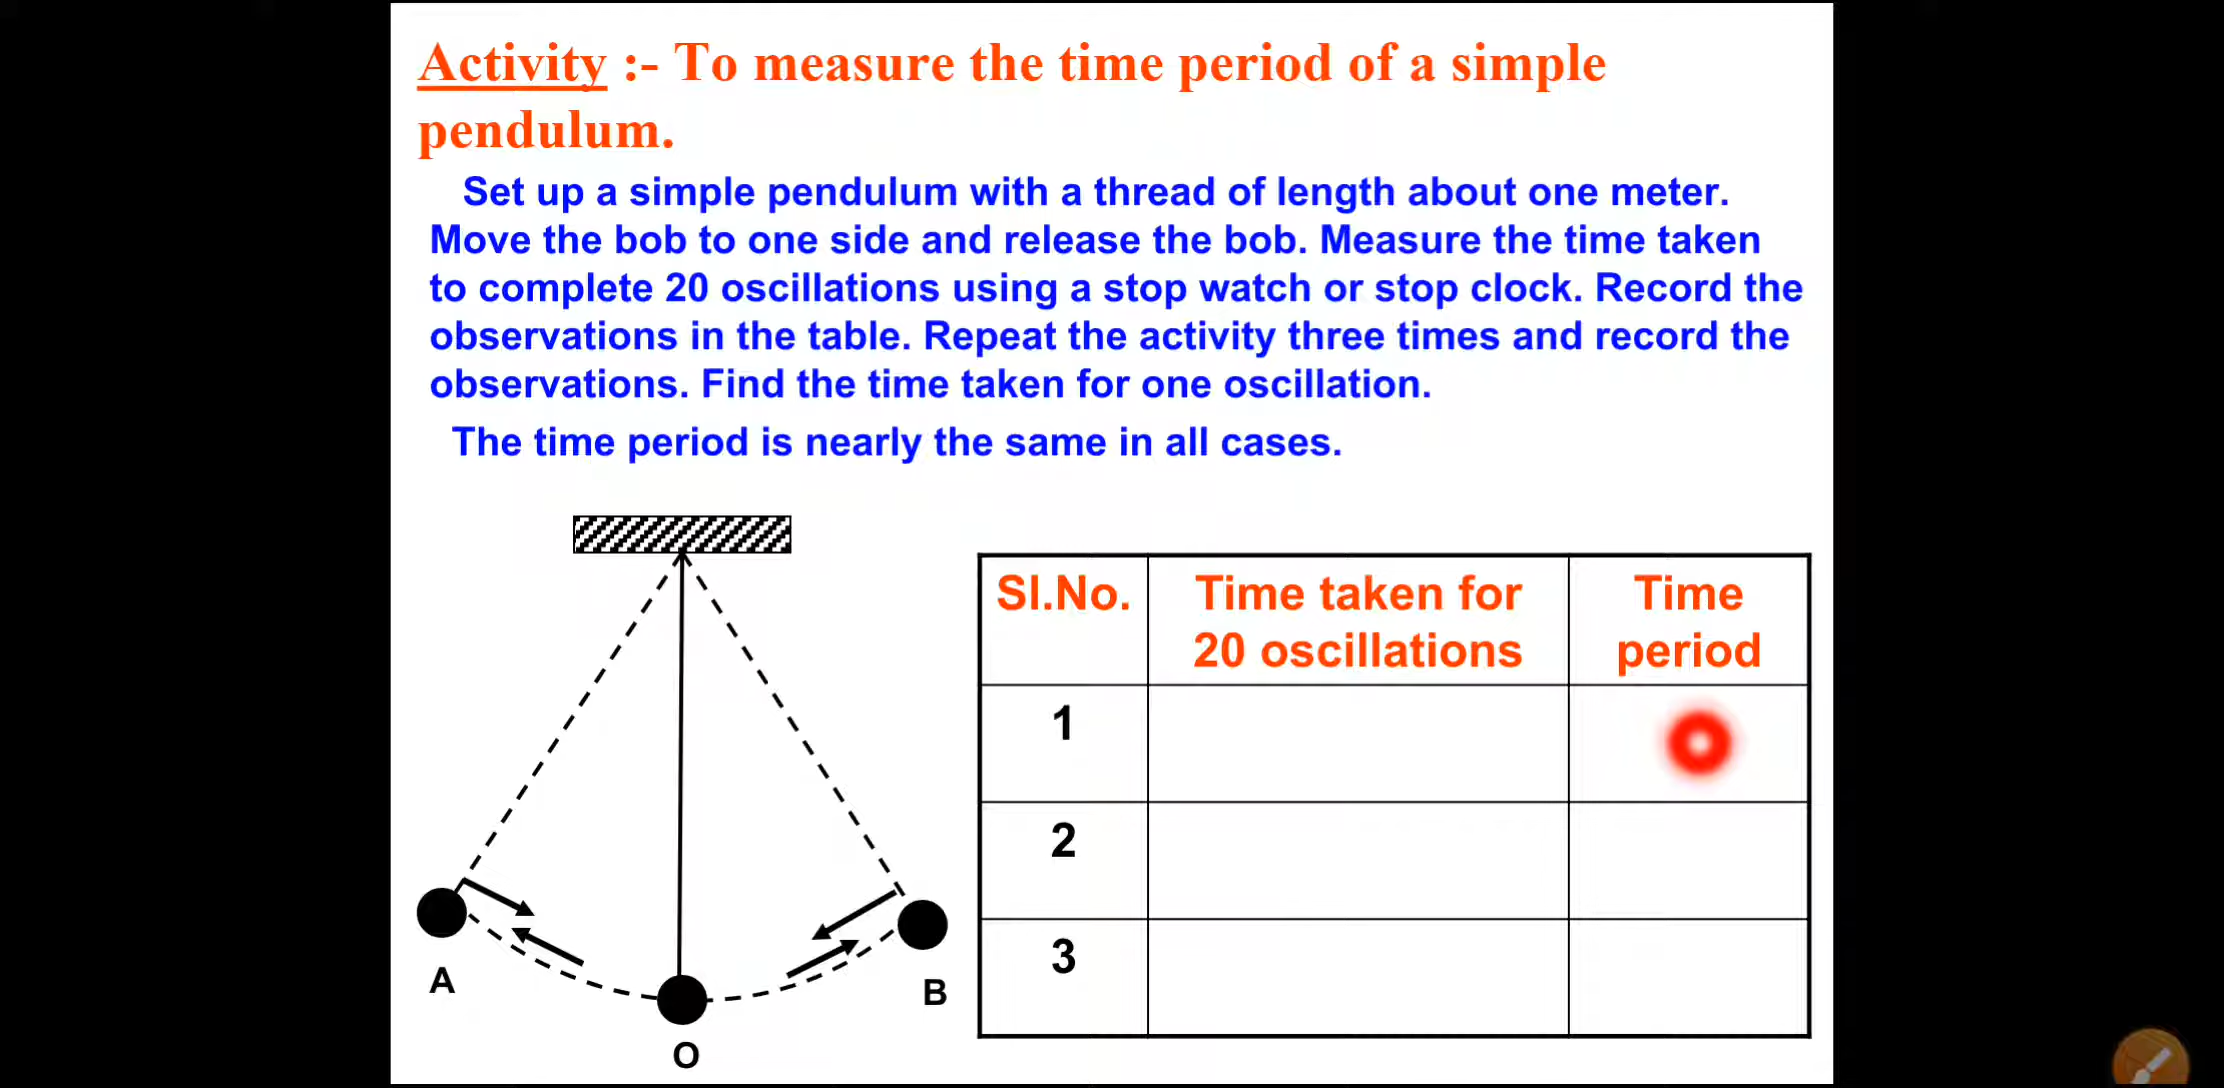 Activity :- To measure the time period of a simple
pendulum.
Set up a simple pendulum with a thread of length about one meter.
Move the bob to one side and release the bob. Measure the time taken
to complete 20 oscillations using a stop watch or stop clock. Record the
observations in the table. Repeat the activity three times and record the
observations. Find the time taken for one oscillation.
The time period is nearly the same in all cases.
A
O
B
Sl.No.
Time taken for
20 oscillations
Time
period
1
2
3